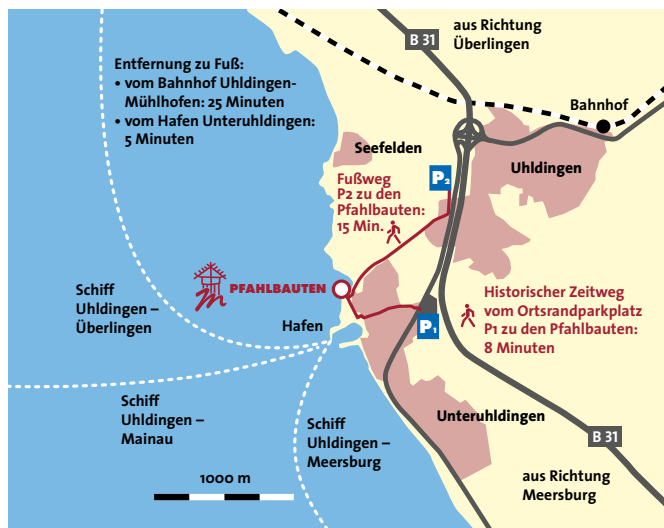 Entfernung zu Fuß:
• vom Bahnhof Uhldingen-
Mühlhofen: 25 Minuten
• vom Hafen Unteruhldingen:
5 Minuten
B 31
aus Richtung
Überlingen
Bahnhof
Seefelden
Uhldingen
P2
Fußweg
P2 zu den
Pfahlbauten:
15 Min.
PFAHLBAUTEN
Schiff
Uhldingen –
Überlingen
Hafen
P1
Historischer Zeitweg
vom Ortsrandparkplatz
P1 zu den Pfahlbauten:
8 Minuten
Schiff
Uhldingen –
Mainau
Schiff
Uhldingen –
Meersburg
Unteruhldingen
B 31
aus Richtung
Meersburg
1000 m